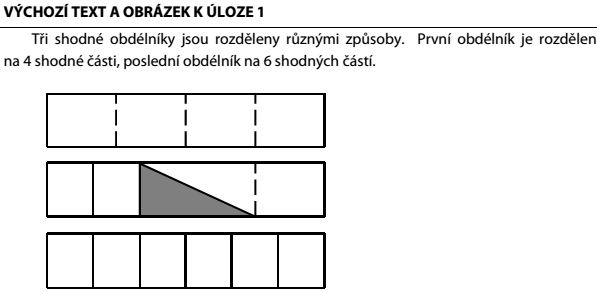 VÝCHOZÍ TEXT A OBRÁZEK K ÚLOZE 1
Tři shodné obdélníky jsou rozděleny různými způsoby. První obdélník je rozdělen
na 4 shodné části, poslední obdélník na 6 shodných částí.